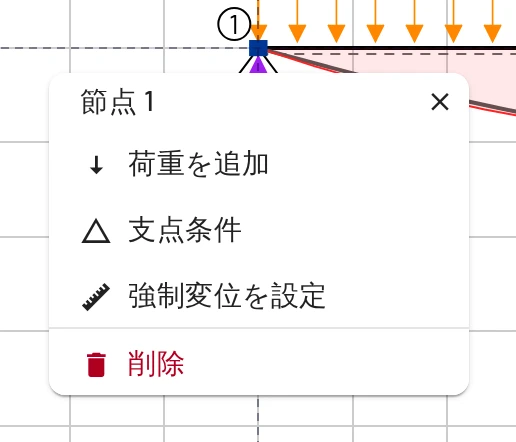 ①
節点 1
荷重を追加
支点条件
強制変位を設定
削除